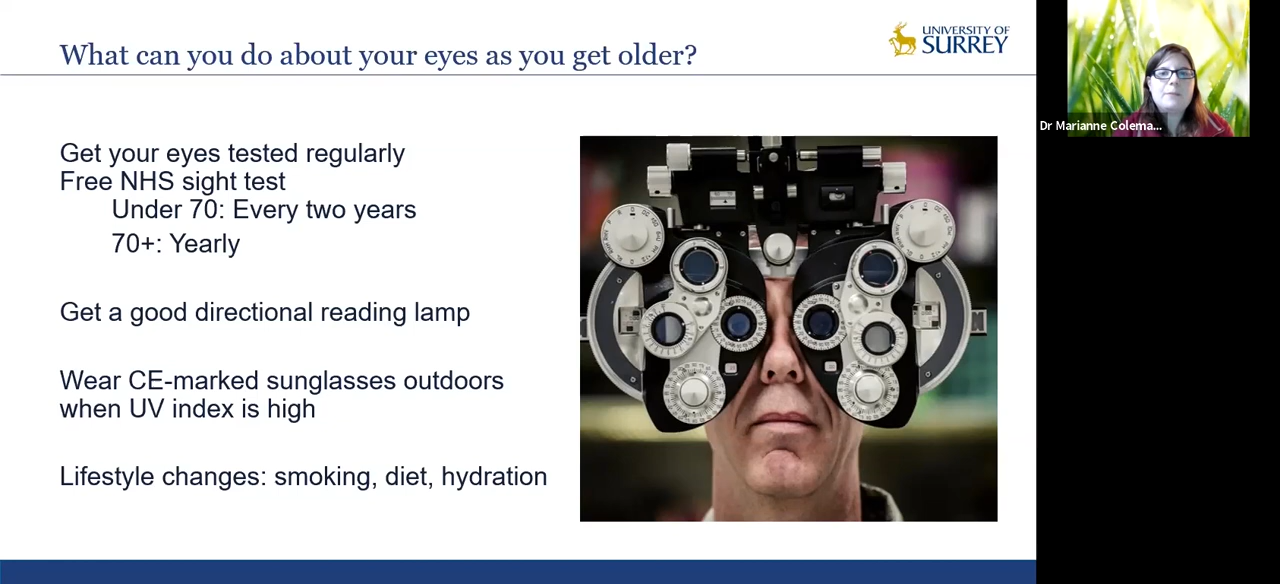 What can you do about your eyes as you get older?
UNIVERSITY OF
SURREY
Get your eyes tested regularly
Free NHS sight test
Under 70: Every two years
70+: Yearly
Get a good directional reading lamp
Wear CE-marked sunglasses outdoors
when UV index is high
Lifestyle changes: smoking, diet, hydration
Dr Marianne Colema...